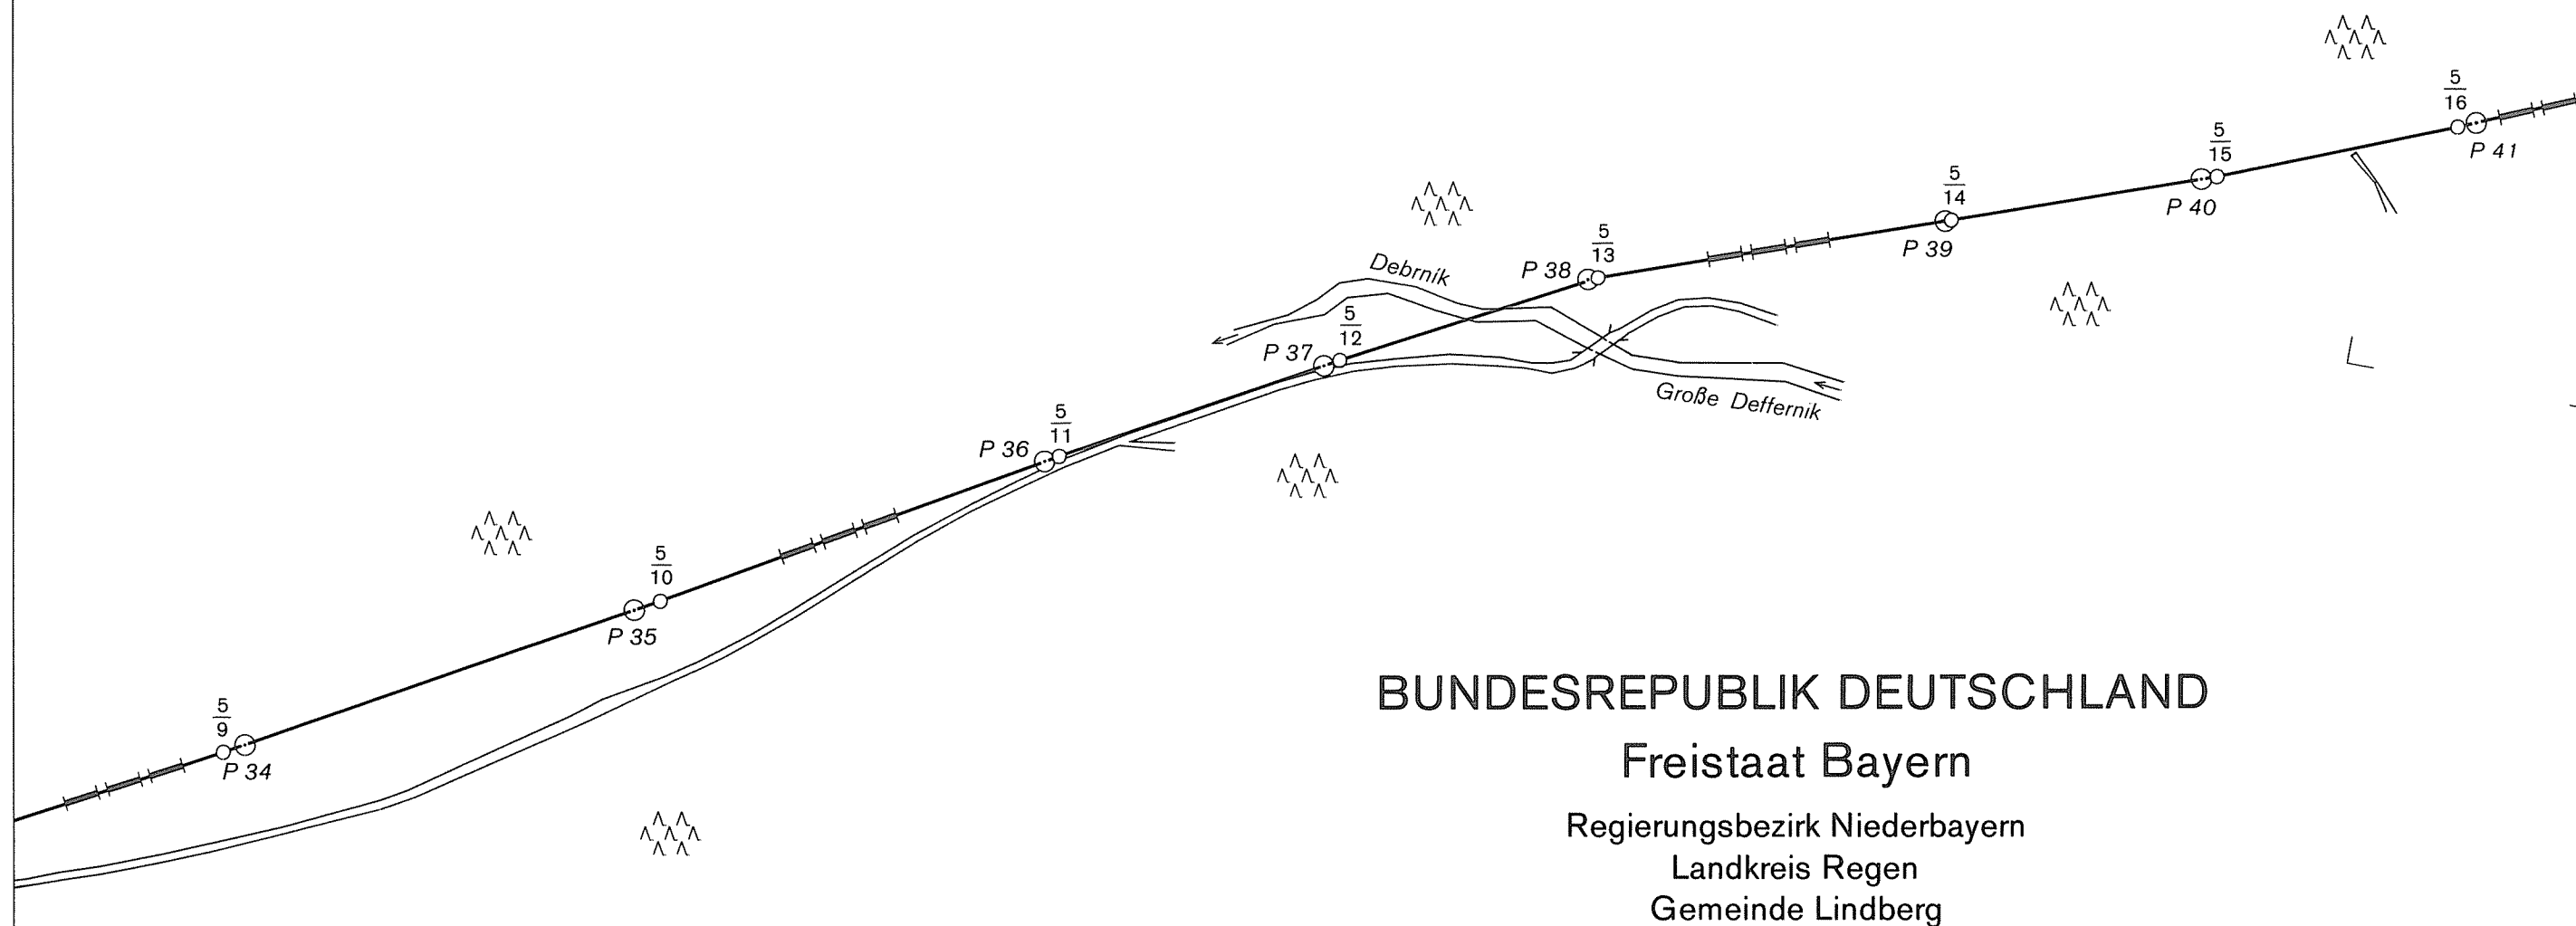 5
16
P 41
5
15
P 40
5
14
P 39
5
13
P 38
Debrnik
5
12
P 37
Große Deffernik
5
11
P 36
5
10
P 35
5
9
P 34
BUNDESREPUBLIK DEUTSCHLAND
Freistaat Bayern
Regierungsbezirk Niederbayern
Landkreis Regen
Gemeinde Lindberg